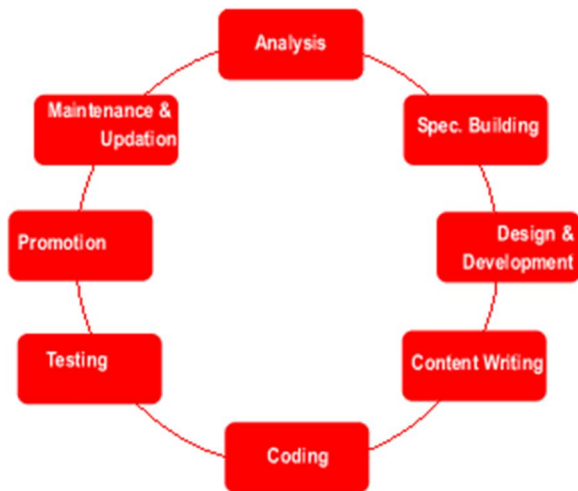 Analysis
Spec. Building
Design &
Development
Content Writing
Coding
Testing
Promotion
Maintenance &
Updation